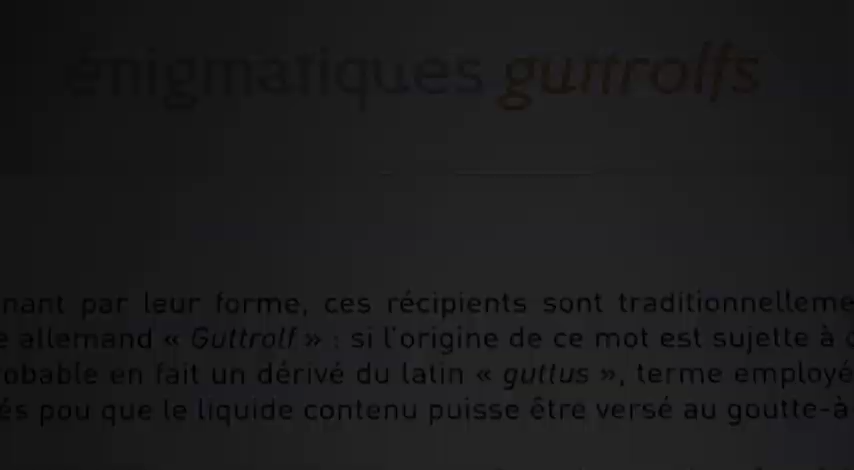 énigmatiques guttrolfs
nant par leur forme, ces récipients sont traditionnelleme
e allemand « Guttrolf » : si l'origine de ce mot est sujette à
obable en fait un dérivé du latin « guttus », terme employé
és pou que le liquide contenu puisse être versé au goutte-à-